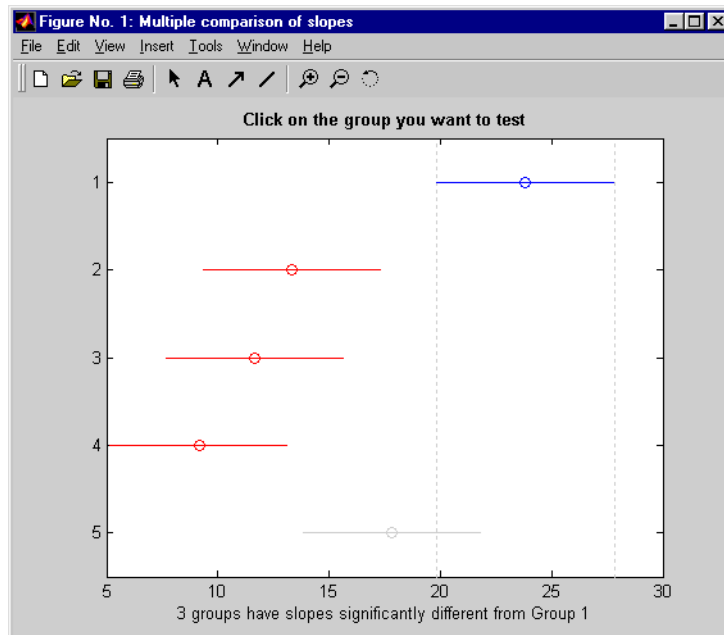 Figure No. 1: Multiple comparison of slopes
File Edit View Insert Tools Window Help
A
Click on the group you want to test
1
2
3
4
5
5 10 15 20 25 30
3 groups have slopes significantly different from Group 1